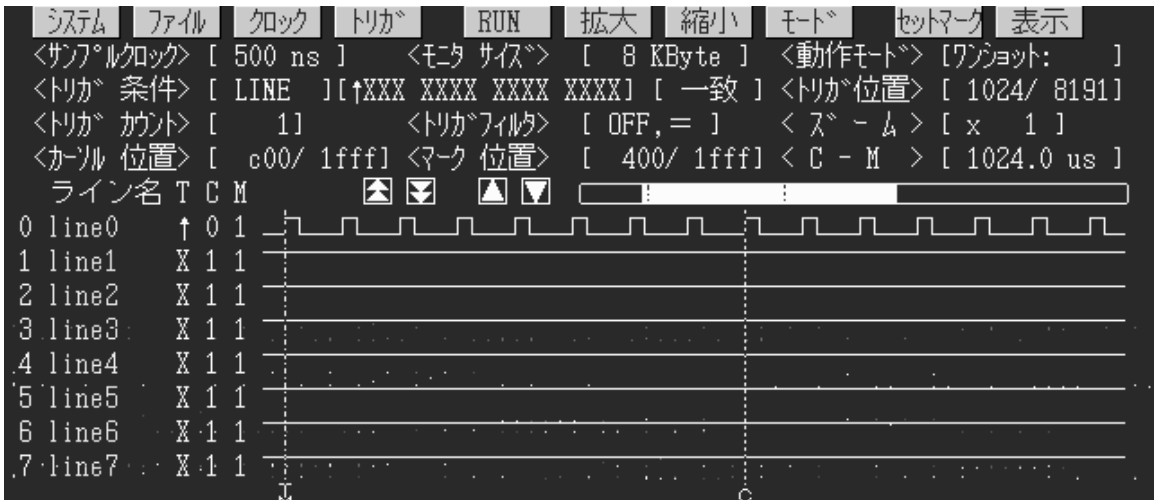 システム ファイル クロック トリガ RUN 拡大 縮小 モード セットマーク 表示
<サンプルクロック> [ 500 ns ] <モニタ サイズ> [ 8 KByte ] <動作モード> [ワンショット: ]
<トリガ 条件> [ LINE ][↑XXX XXXX XXXX XXXX] [ 一致 ] <トリガ位置> [ 1024/ 8191]
<トリガ カウント> [ 1] <トリガフィルタ> [ OFF,= ] < ズ ー ム > [ x 1 ]
<カーソル 位置> [ c00/ 1fff] <マーク 位置> [ 400/ 1fff] < C - M > [ 1024.0 us ]
ライン名 T C M
0 line0 ↑ 0 1
1 line1 X 1 1
2 line2 X 1 1
3 line3 X 1 1
4 line4 X 1 1
5 line5 X 1 1
6 line6 X 1 1
7 line7 X 1 1
T C